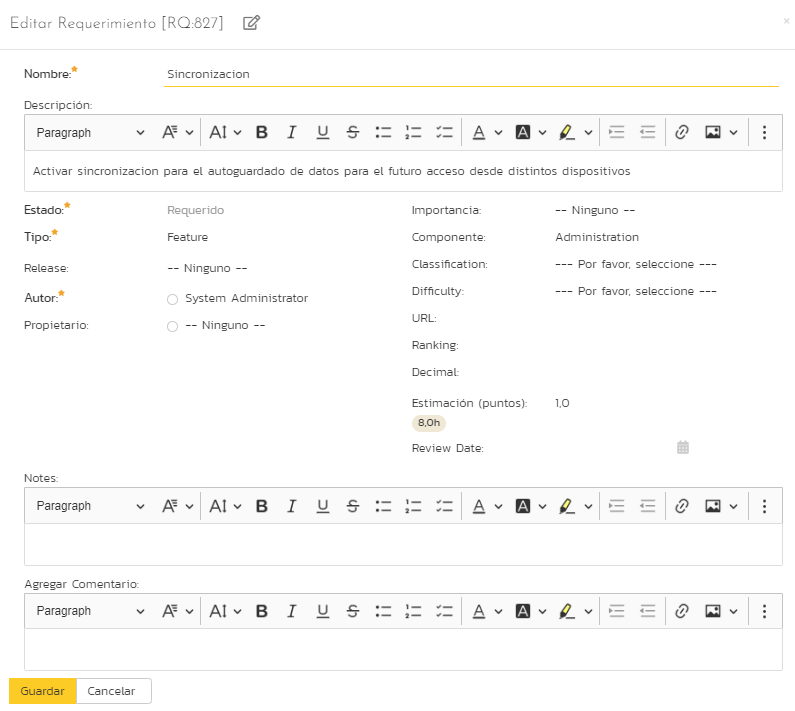 Editar Requerimiento [RQ:827]
×
Nombre:*
Sincronizacion
Descripción:
Paragraph
Activar sincronizacion para el autoguardado de datos para el futuro acceso desde distintos dispositivos
Estado:* Requerido
Tipo:* Feature
Release: -- Ninguno --
Autor:* System Administrator
Propietario: -- Ninguno --
Importancia: -- Ninguno --
Componente: Administration
Classification: --- Por favor, seleccione ---
Difficulty: --- Por favor, seleccione ---
URL:
Ranking:
Decimal:
Estimación (puntos): 1,0
8,0h
Review Date:
Notes:
Paragraph
Agregar Comentario:
Paragraph
Guardar Cancelar